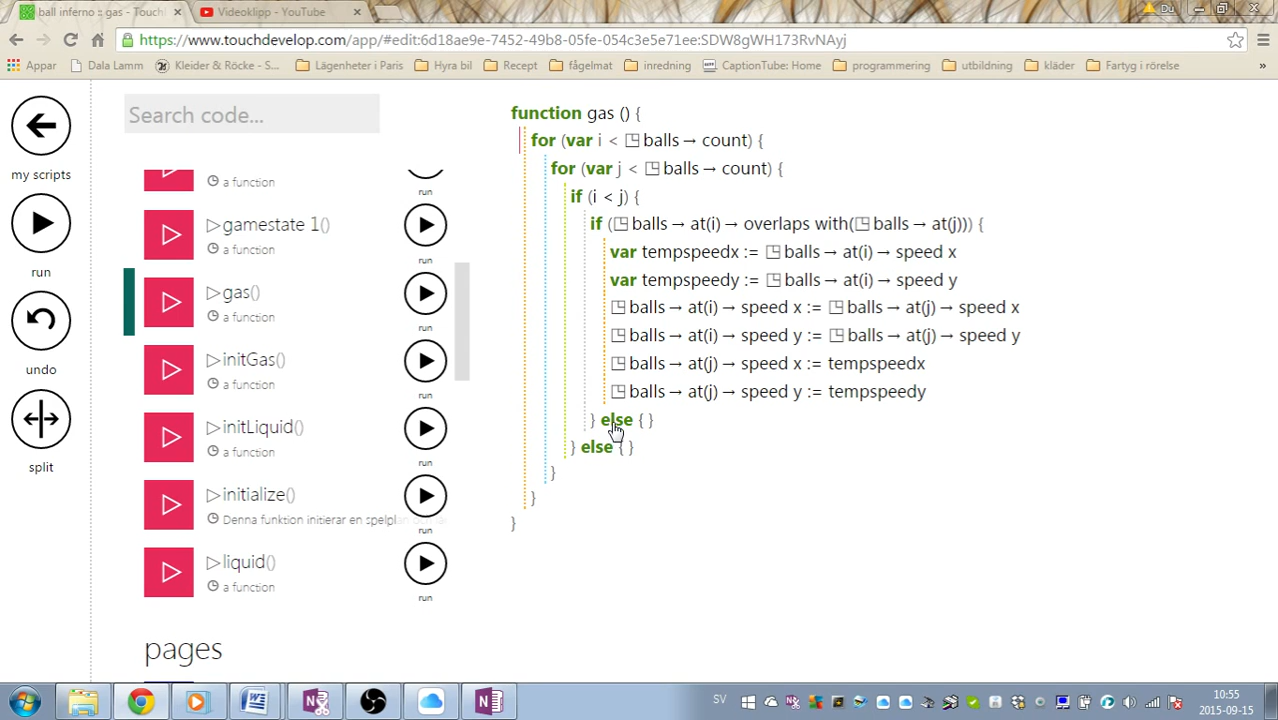 ball inferno :: gas - Touch
Videoklipp - YouTube
Du
https://www.touchdevelop.com/app/#edit:6d18ae9e-7452-49b8-05fe-054c3e5e71ee:SDW8gWH173RvNAyj
Appar
Dala Lamm
Kleider & Röcke - S...
Lägenheter i Paris
Hyra bil
Recept
fågelmat
inredning
CaptionTube: Home
programmering
utbildning
kläder
Fartyg i rörelse
»
my scripts
run
undo
split
Search code...
a function
run
gamestate 1()
a function
run
gas()
a function
run
initGas()
a function
run
initLiquid()
a function
run
initialize()
Denna funktion initierar en spelplan och
run
liquid()
a function
run
pages
function gas () {
for (var i < balls → count) {
for (var j < balls → count) {
if (i < j) {
if (balls → at(i) → overlaps with(balls → at(j))) {
var tempspeedx := balls → at(i) → speed x
var tempspeedy := balls → at(i) → speed y
balls → at(i) → speed x := balls → at(j) → speed x
balls → at(i) → speed y := balls → at(j) → speed y
balls → at(j) → speed x := tempspeedx
balls → at(j) → speed y := tempspeedy
} else { }
} else { }
}
}
}
SV
10:55
2015-09-15